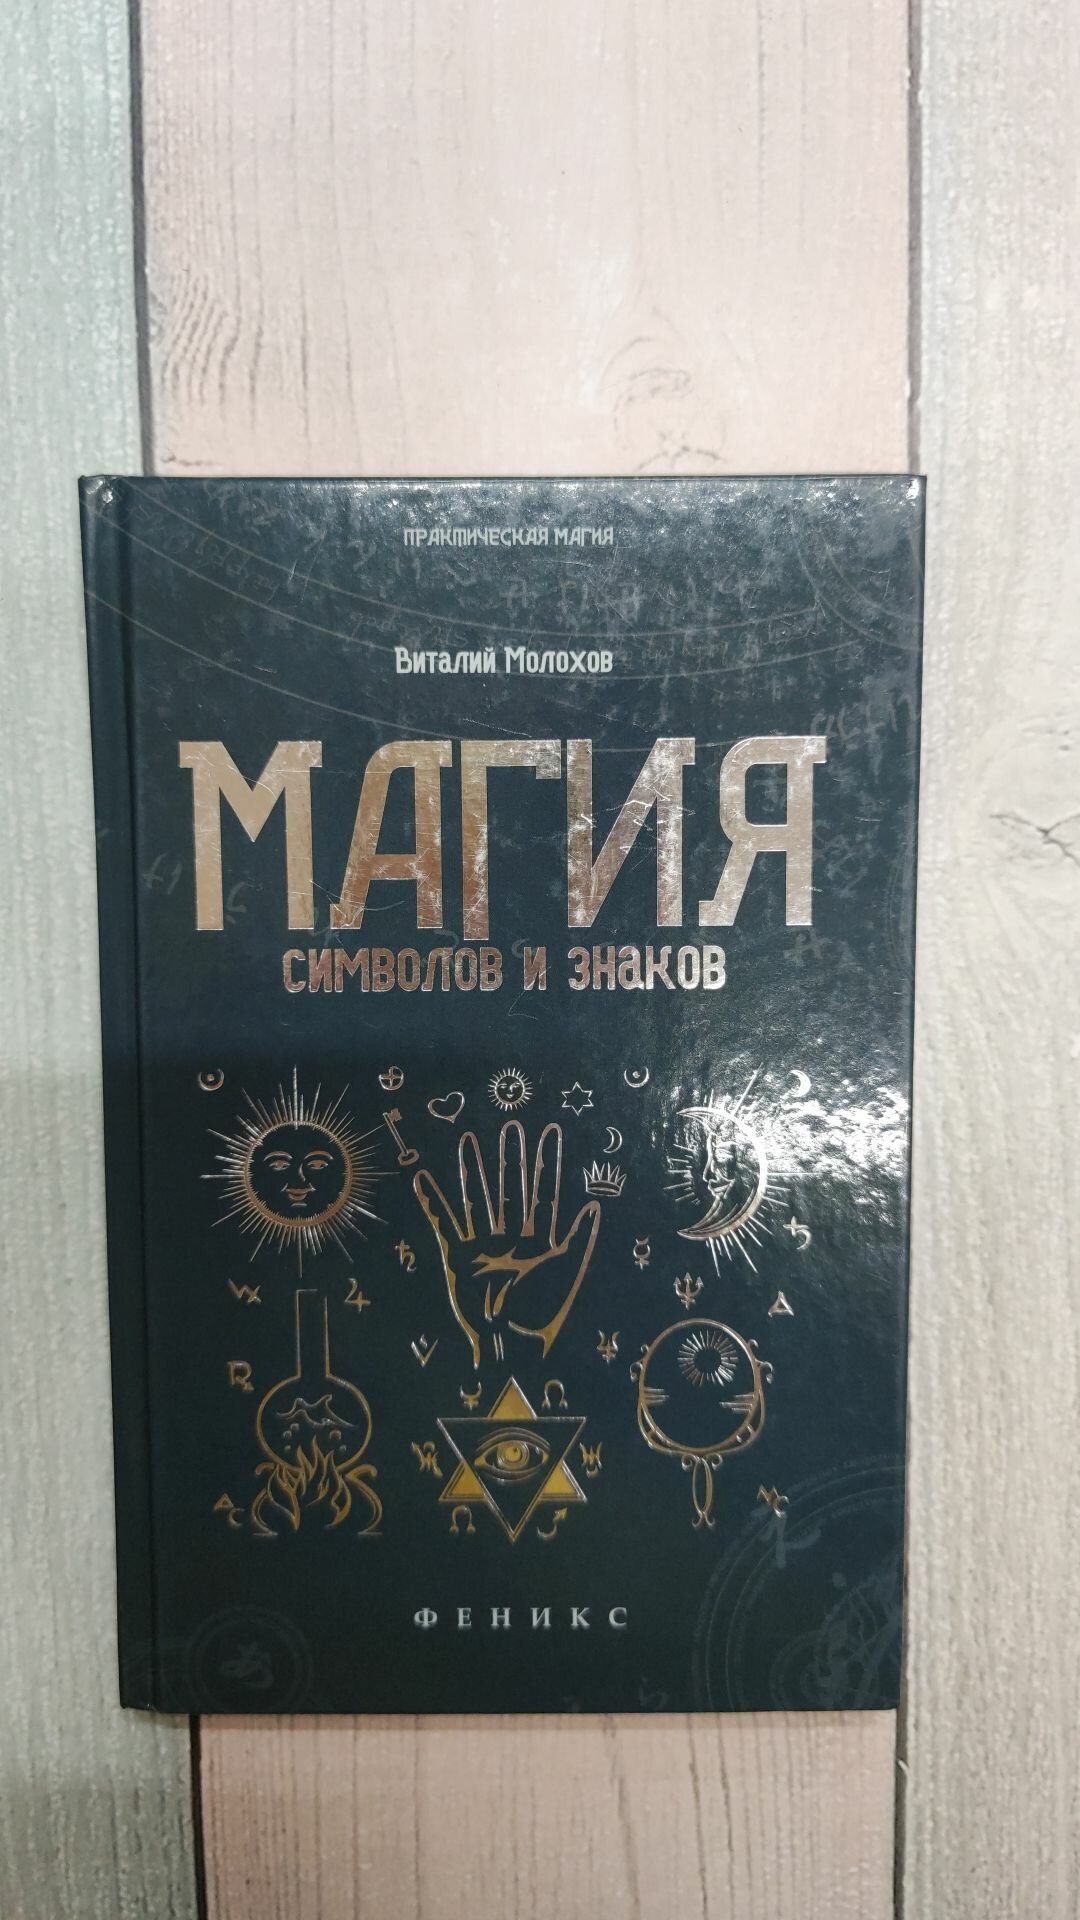 ПРАКТИЧЕСКАЯ МАГИЯ
Виталий Молохов
МАГИЯ
СИМВОЛОВ И ЗНАКОВ
ФЕНИКС